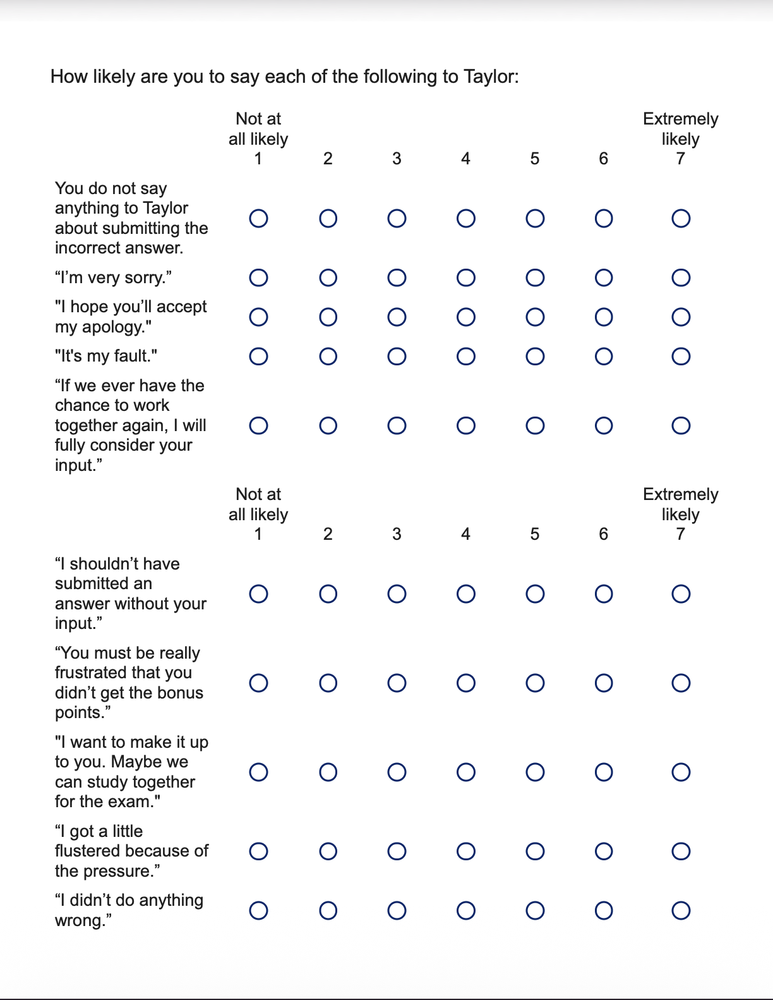 How likely are you to say each of the following to Taylor:
Not at
all likely
1 2 3 4 5 6
Extremely
likely
7
You do not say
anything to Taylor
about submitting the
incorrect answer.
“I’m very sorry.”
"I hope you’ll accept
my apology."
"It's my fault."
“If we ever have the
chance to work
together again, I will
fully consider your
input.”
Not at
all likely
1 2 3 4 5 6
Extremely
likely
7
“I shouldn’t have
submitted an
answer without your
input.”
“You must be really
frustrated that you
didn’t get the bonus
points.”
"I want to make it up
to you. Maybe we
can study together
for the exam."
“I got a little
flustered because of
the pressure.”
“I didn’t do anything
wrong.”